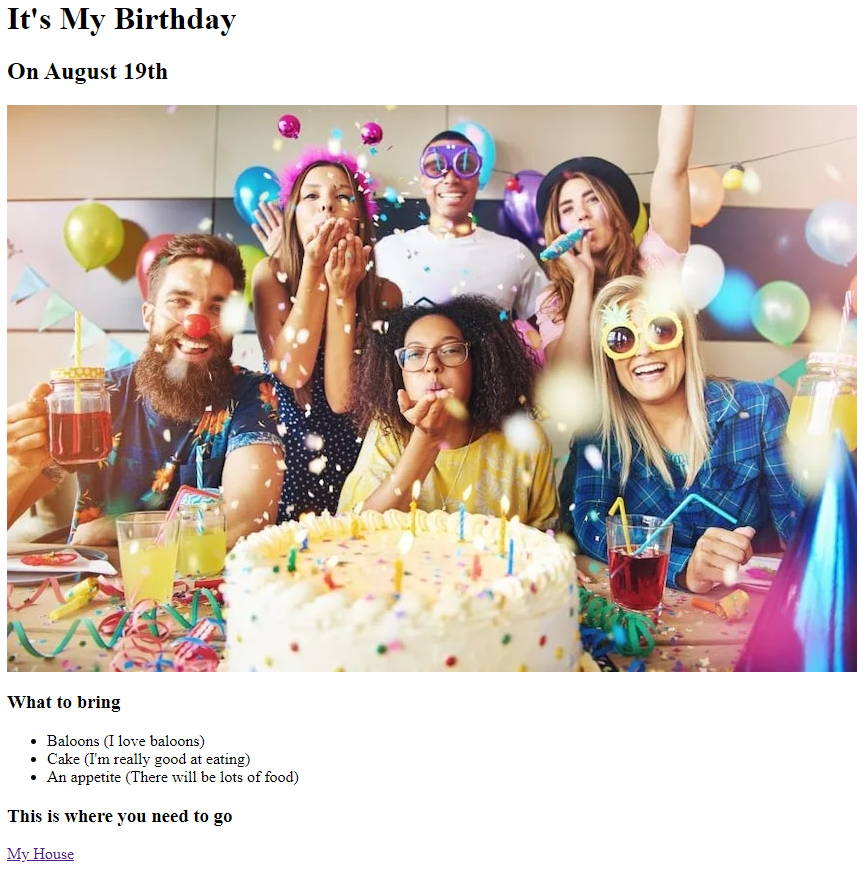 It's My Birthday
On August 19th
What to bring
Baloons (I love baloons)
Cake (I'm really good at eating)
An appetite (There will be lots of food)
This is where you need to go
My House